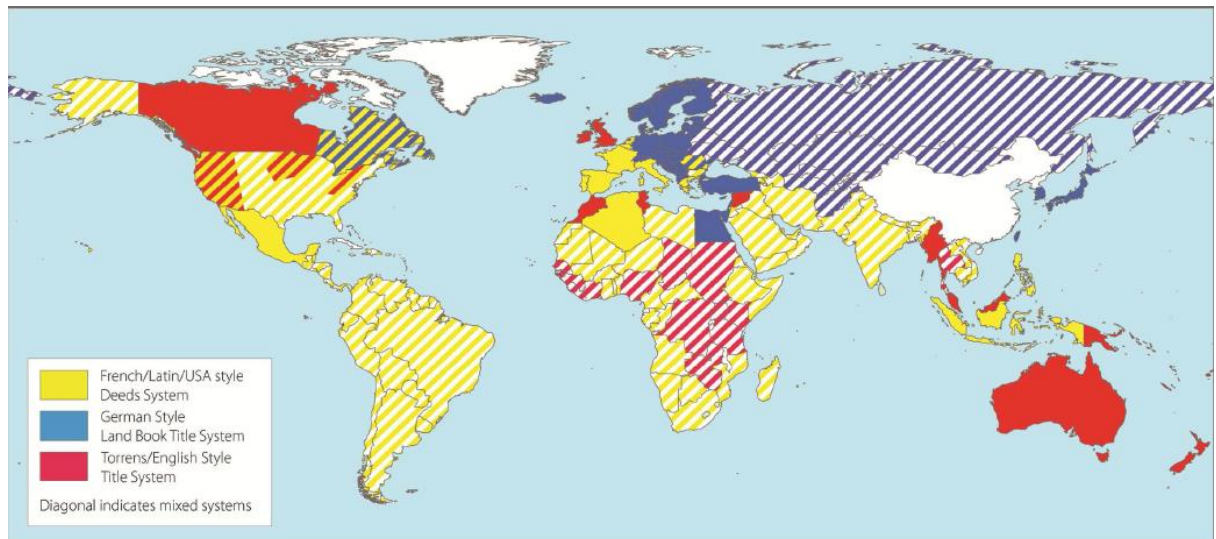 French/Latin/USA style
Deeds System
German Style
Land Book Title System
Torrens/English Style
Title System
Diagonal indicates mixed systems